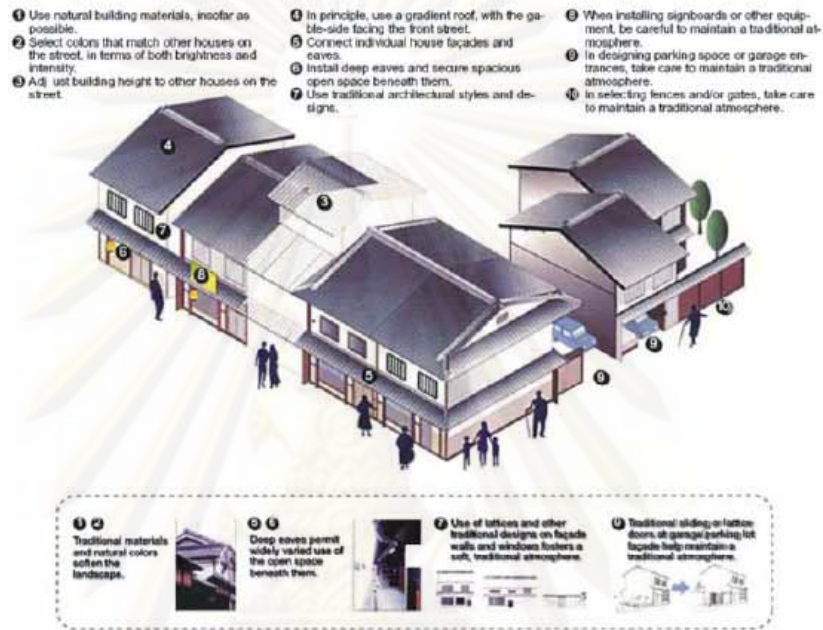 ❶ Use natural building materials, insofar as
possible.
❷ Select colors that match other houses on
the street, in terms of both brightness and
intensity.
❸ Adj ust building height to other houses on the
street.
❹ In principle, use a gradient roof, with the ga-
ble-side facing the front street.
❺ Connect individual house façades and
eaves.
❻ Install deep eaves and secure spacious
open space beneath them.
❼ Use traditional architectural styles and de-
signs.
❽ When installing signboards or other equip-
ment, be careful to maintain a traditional at-
mosphere.
❾ In designing parking space or garage en-
trances, take care to maintain a traditional
atmosphere.
❿ In selecting fences and/or gates, take care
to maintain a traditional atmosphere.
❹
❸
❼
❻
❽
❺
❿
❾
❾
❶ ❷
Traditional materials
and natural colors
soften the
landscape.
❺ ❻
Deep eaves permit
widely varied use of
the open space
beneath them.
❼ Use of lattices and other
traditional designs on façade
walls and windows fosters a
soft, traditional atmosphere.
❾ Traditional sliding or lattice
doors at garage/parking lot
façade help maintain a
traditional atmosphere.